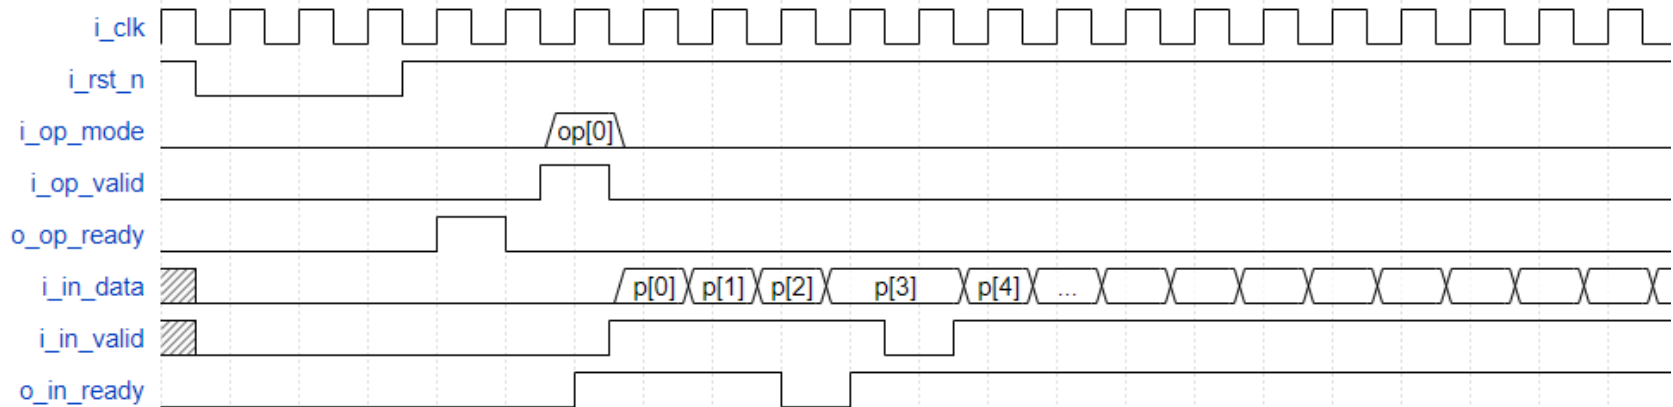 i_clk
i_rst_n
i_op_mode op[0]
i_op_valid
o_op_ready
i_in_data p[0] p[1] p[2] p[3] p[4] ...
i_in_valid
o_in_ready